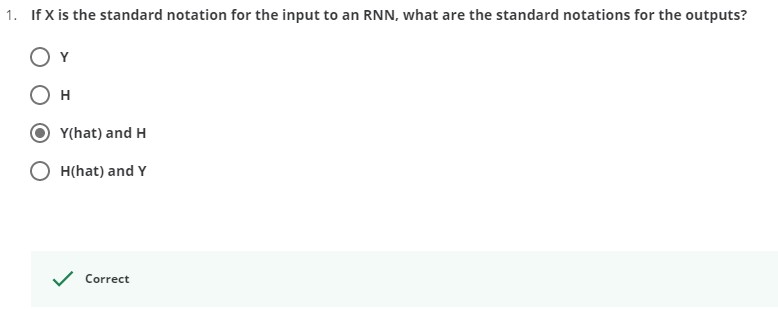 1. If X is the standard notation for the input to an RNN, what are the standard notations for the outputs?
Y
H
Y(hat) and H
H(hat) and Y
Correct